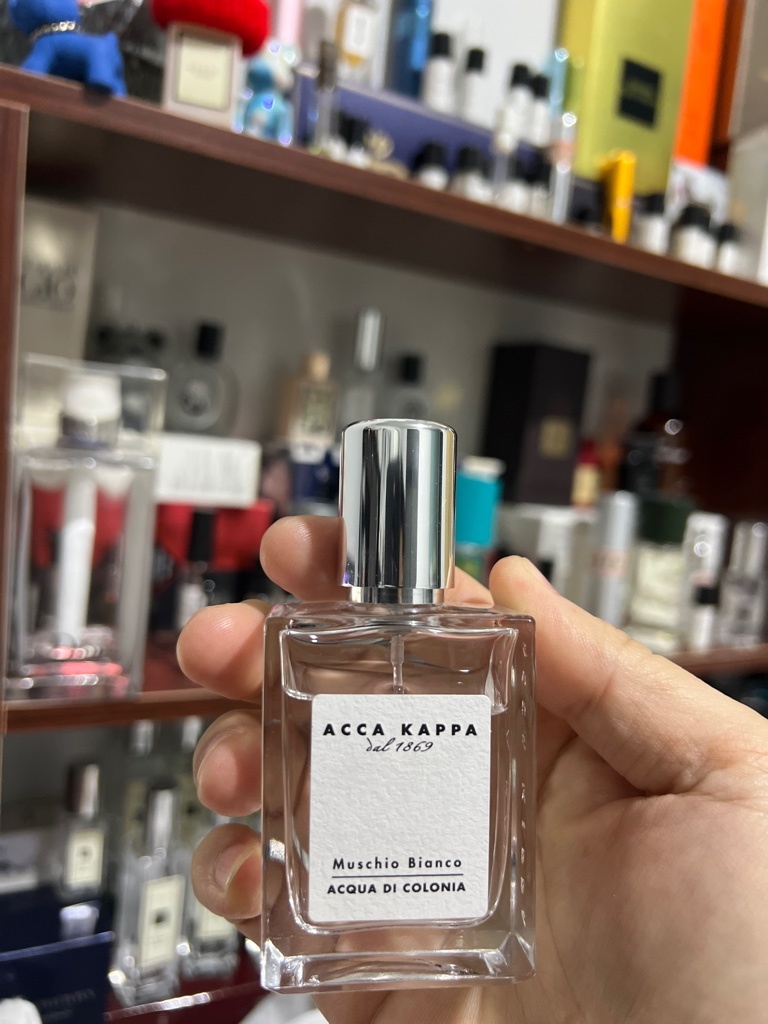 ACCA KAPPA
dal 1869
Muschio Bianco
ACQUA DI COLONIA